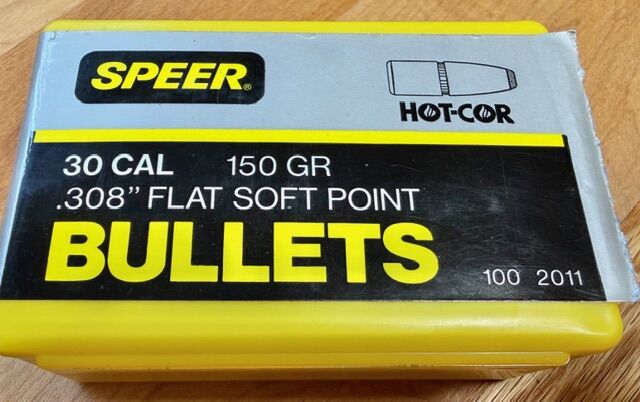 SPEER®
HOT-COR
30 CAL 150 GR
.308” FLAT SOFT POINT
BULLETS
100 2011